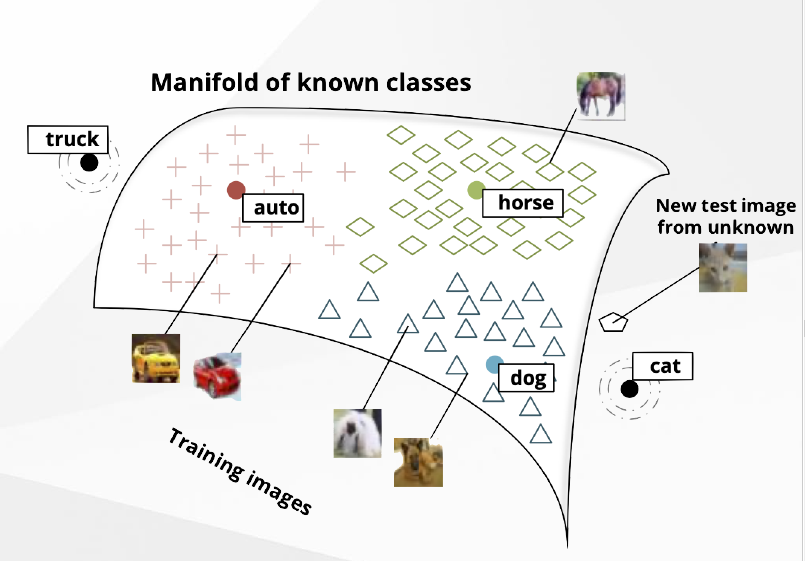 Manifold of known classes
truck
auto
horse
New test image
from unknown
cat
dog
Training images